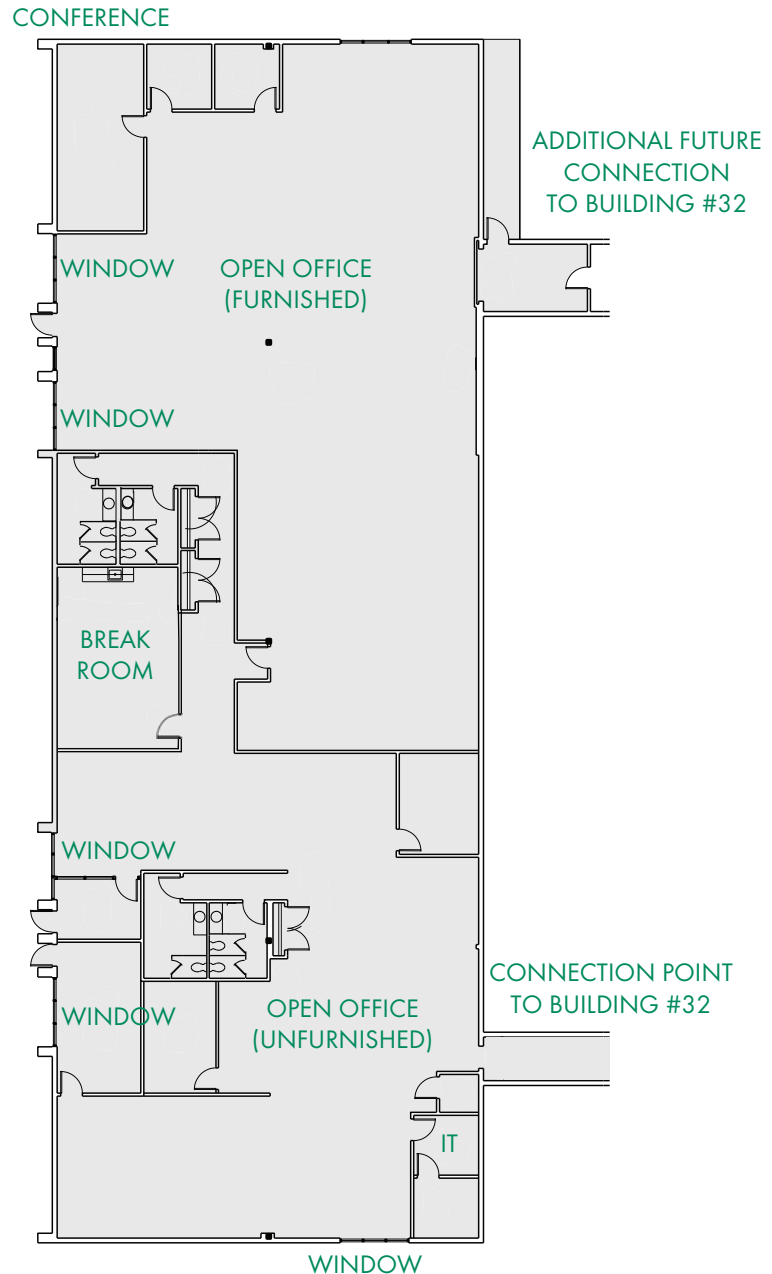 CONFERENCE
ADDITIONAL FUTURE
CONNECTION
TO BUILDING #32
WINDOW
OPEN OFFICE
(FURNISHED)
WINDOW
BREAK
ROOM
WINDOW
CONNECTION POINT
TO BUILDING #32
WINDOW
OPEN OFFICE
(UNFURNISHED)
IT
WINDOW